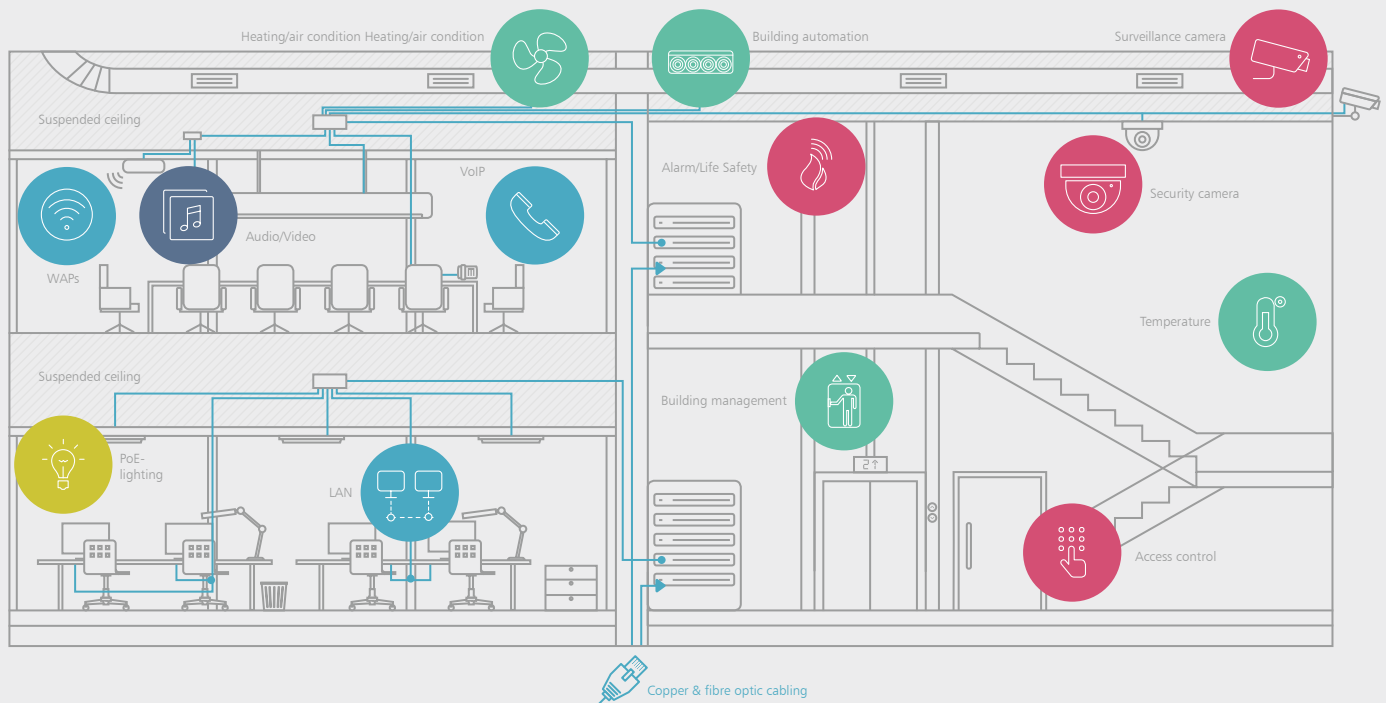 Heating/air condition Heating/air condition
Building automation
Surveillance camera
Suspended ceiling
VoIP
Alarm/Life Safety
Security camera
Audio/Video
WAPs
Temperature
Suspended ceiling
Building management
PoE-
lighting
2↑
LAN
Access control
Copper & fibre optic cabling